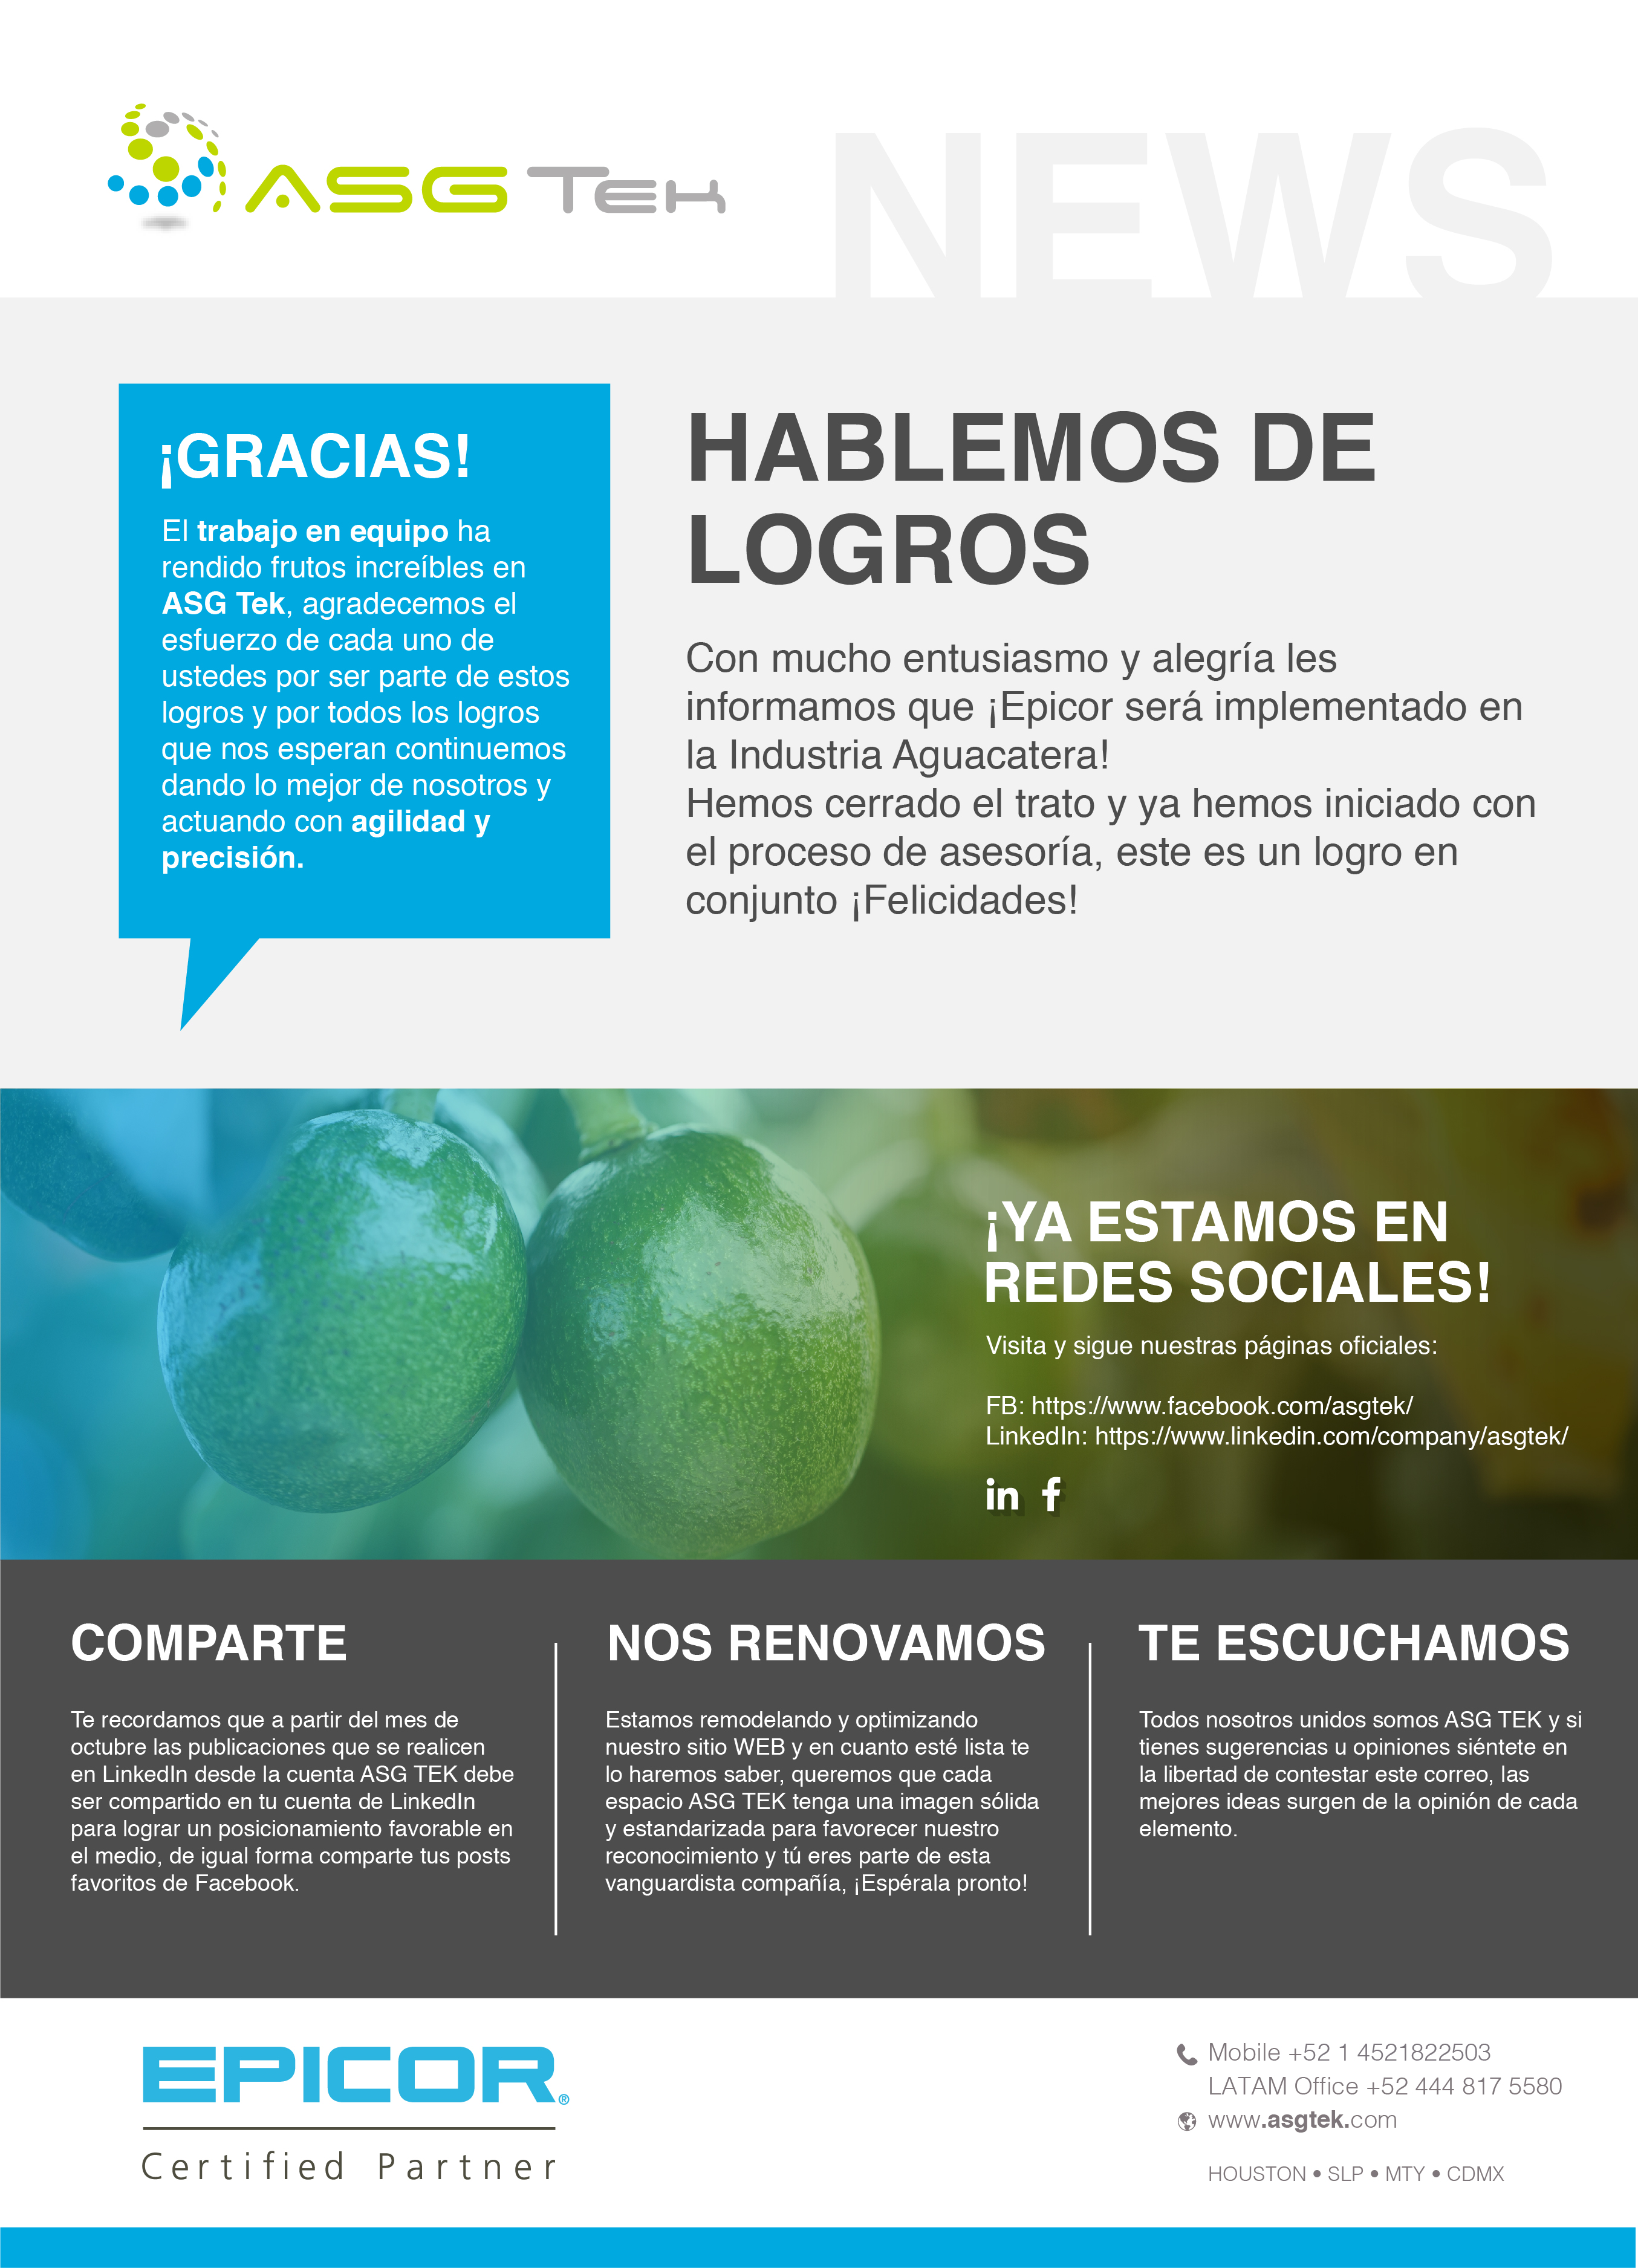 ASG TEK
NEWS
¡GRACIAS!
El trabajo en equipo ha
rendido frutos increíbles en
ASG Tek, agradecemos el
esfuerzo de cada uno de
ustedes por ser parte de estos
logros y por todos los logros
que nos esperan continuemos
dando lo mejor de nosotros y
actuando con agilidad y
precisión.
HABLEMOS DE
LOGROS
Con mucho entusiasmo y alegría les
informamos que ¡Epicor será implementado en
la Industria Aguacatera!
Hemos cerrado el trato y ya hemos iniciado con
el proceso de asesoría, este es un logro en
conjunto ¡Felicidades!
¡YA ESTAMOS EN
REDES SOCIALES!
Visita y sigue nuestras páginas oficiales:
FB: https://www.facebook.com/asgtek/
LinkedIn: https://www.linkedin.com/company/asgtek/
in f
COMPARTE
Te recordamos que a partir del mes de
octubre las publicaciones que se realicen
en LinkedIn desde la cuenta ASG TEK debe
ser compartido en tu cuenta de LinkedIn
para lograr un posicionamiento favorable en
el medio, de igual forma comparte tus posts
favoritos de Facebook.
NOS RENOVAMOS
Estamos remodelando y optimizando
nuestro sitio WEB y en cuanto esté lista te
lo haremos saber, queremos que cada
espacio ASG TEK tenga una imagen sólida
y estandarizada para favorecer nuestro
reconocimiento y tú eres parte de esta
vanguardista compañía, ¡Espérala pronto!
TE ESCUCHAMOS
Todos nosotros unidos somos ASG TEK y si
tienes sugerencias u opiniones siéntete en
la libertad de contestar este correo, las
mejores ideas surgen de la opinión de cada
elemento.
EPICOR®
Certified Partner
Mobile +52 1 4521822503
LATAM Office +52 444 817 5580
www.asgtek.com
HOUSTON • SLP • MTY • CDMX